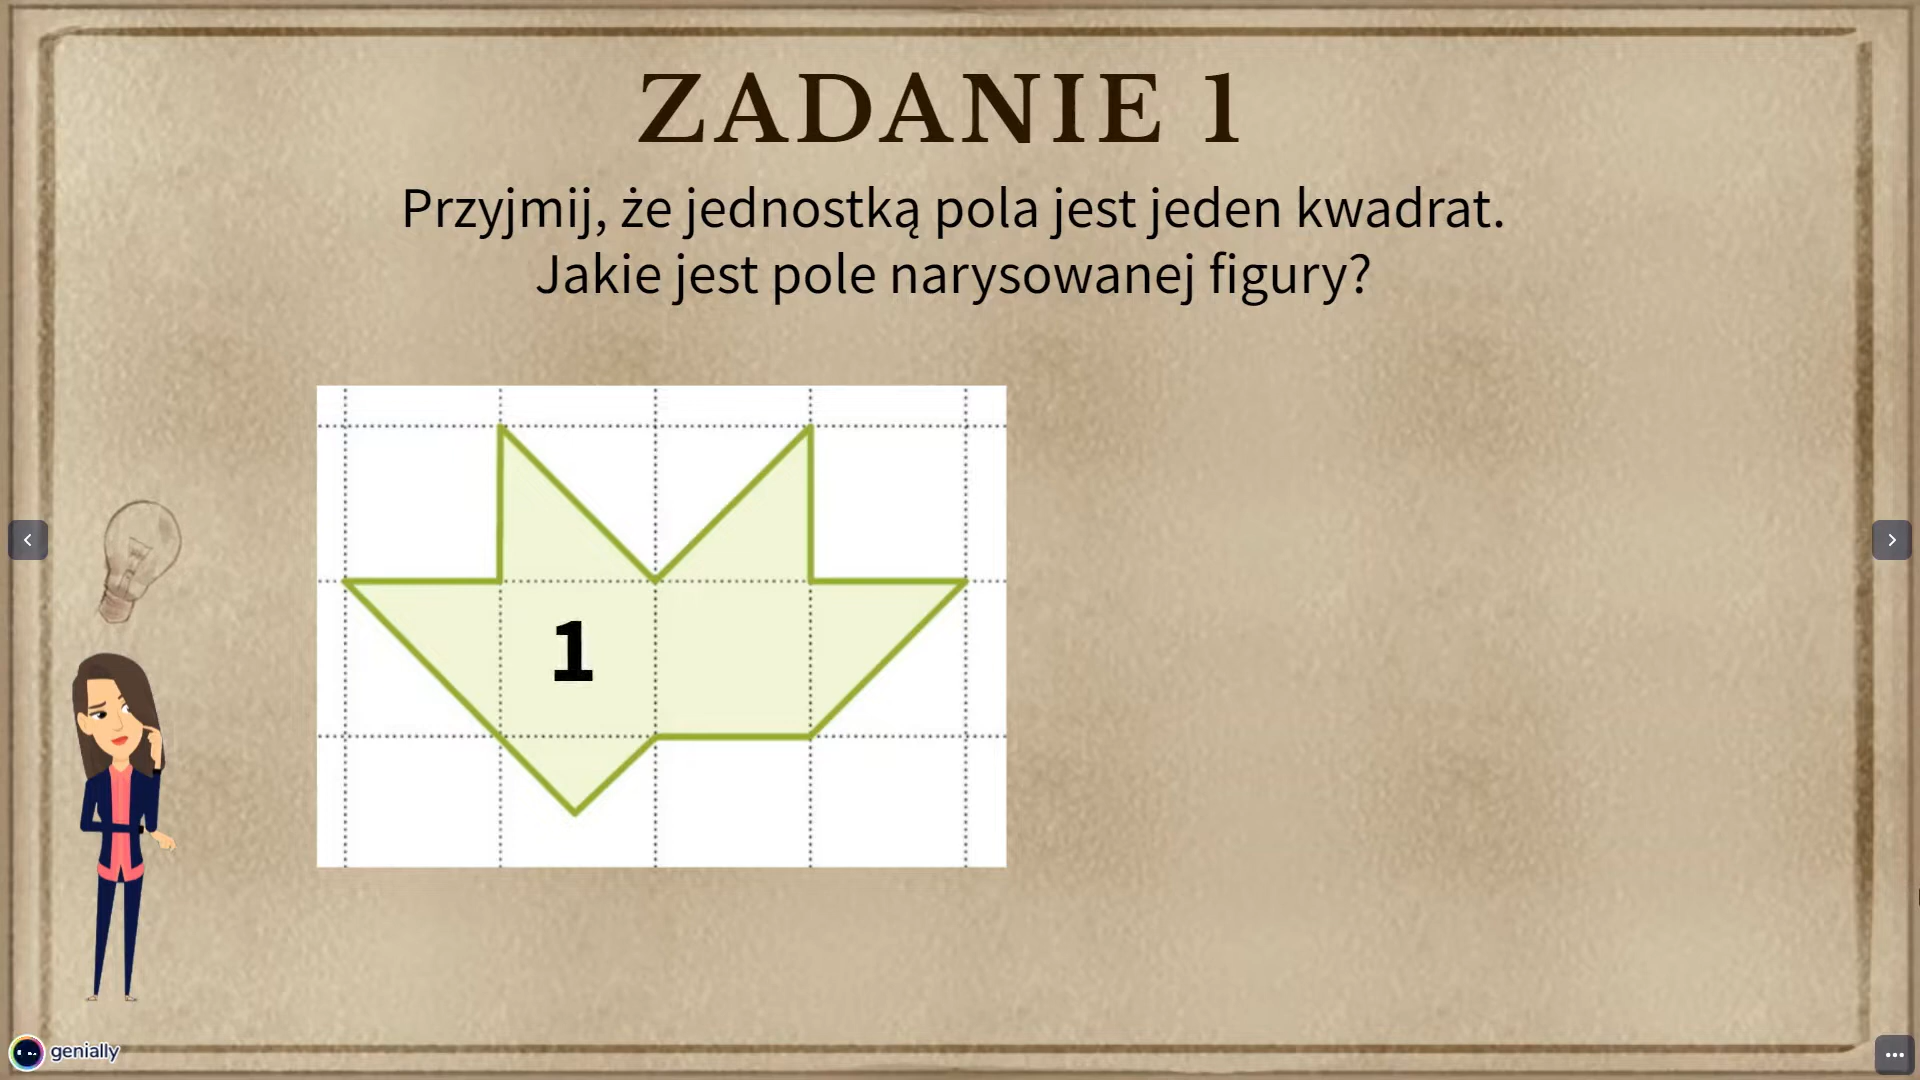 ZADANIE 1
Przyjmij, że jednostką pola jest jeden kwadrat.
Jakie jest pole narysowanej figury?
1
genially